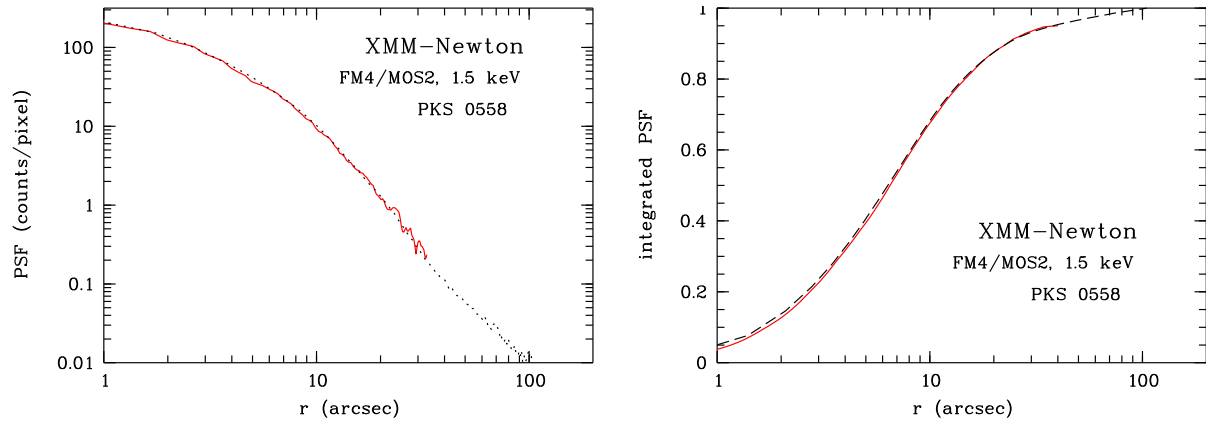 XMM-Newton
FM4/MOS2, 1.5 keV
PKS 0558
PSF (counts/pixel)
100
10
1
0.1
0.01
1
10
100
r (arcsec)
XMM-Newton
FM4/MOS2, 1.5 keV
PKS 0558
integrated PSF
1
0.8
0.6
0.4
0.2
0
1
10
100
r (arcsec)